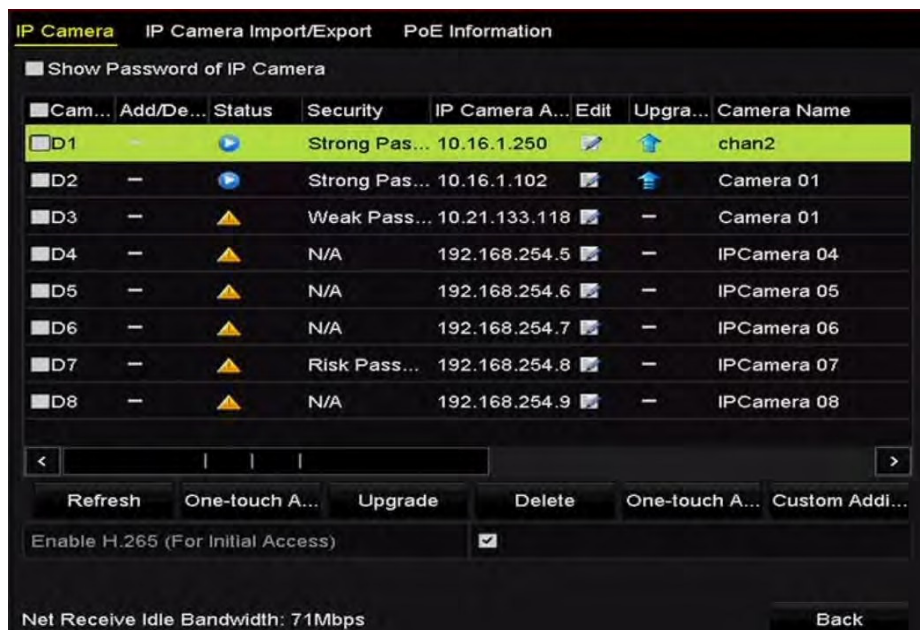 IP Camera IP Camera Import/Export PoE Information
Show Password of IP Camera
Cam... Add/De... Status Security IP Camera A... Edit Upgra... Camera Name
D1 – Strong Pas... 10.16.1.250 chan2
D2 – Strong Pas... 10.16.1.102 Camera 01
D3 – Weak Pass... 10.21.133.118 – Camera 01
D4 – N/A 192.168.254.5 – IPCamera 04
D5 – N/A 192.168.254.6 – IPCamera 05
D6 – N/A 192.168.254.7 – IPCamera 06
D7 – Risk Pass... 192.168.254.8 – IPCamera 07
D8 – N/A 192.168.254.9 – IPCamera 08
Refresh One-touch A... Upgrade Delete One-touch A... Custom Addi...
Enable H.265 (For Initial Access)
Net Receive Idle Bandwidth: 71Mbps Back